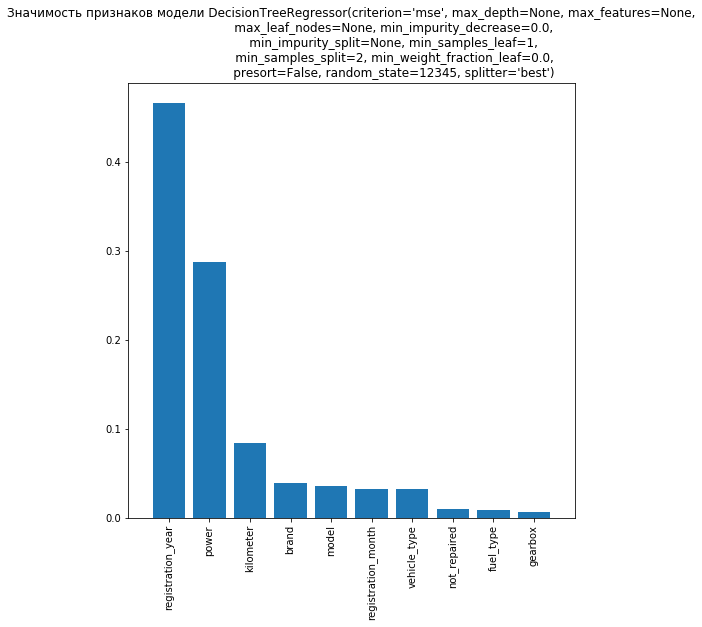 Значимость признаков модели DecisionTreeRegressor(criterion='mse', max_depth=None, max_features=None,
max_leaf_nodes=None, min_impurity_decrease=0.0,
min_impurity_split=None, min_samples_leaf=1,
min_samples_split=2, min_weight_fraction_leaf=0.0,
presort=False, random_state=12345, splitter='best')
0.4
0.3
0.2
0.1
0.0
registration_year
power
kilometer
brand
model
registration_month
vehicle_type
not_repaired
fuel_type
gearbox